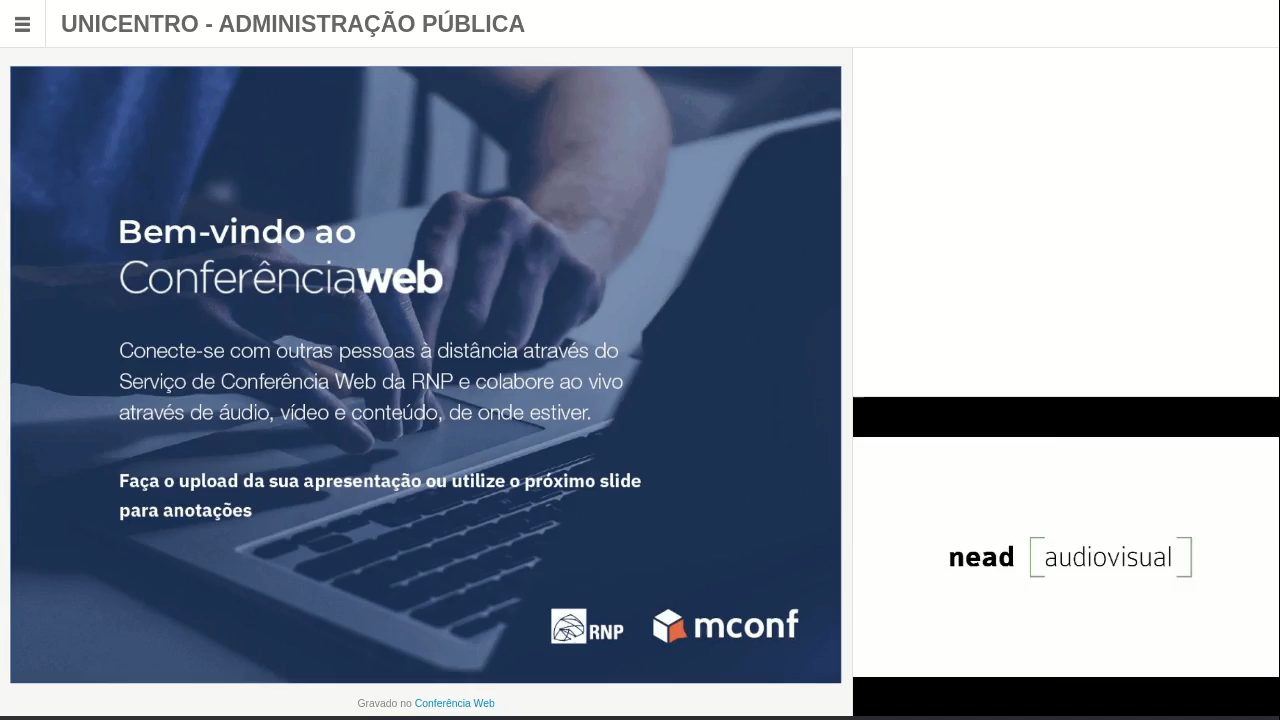 UNICENTRO - ADMINISTRAÇÃO PÚBLICA
Bem-vindo ao
Conferênciaweb
Conecte-se com outras pessoas à distância através do
Serviço de Conferência Web da RNP e colabore ao vivo
através de áudio, vídeo e conteúdo, de onde estiver.
Faça o upload da sua apresentação ou utilize o próximo slide
para anotações
RNP
mconf
nead [audiovisual]
Gravado no Conferência Web